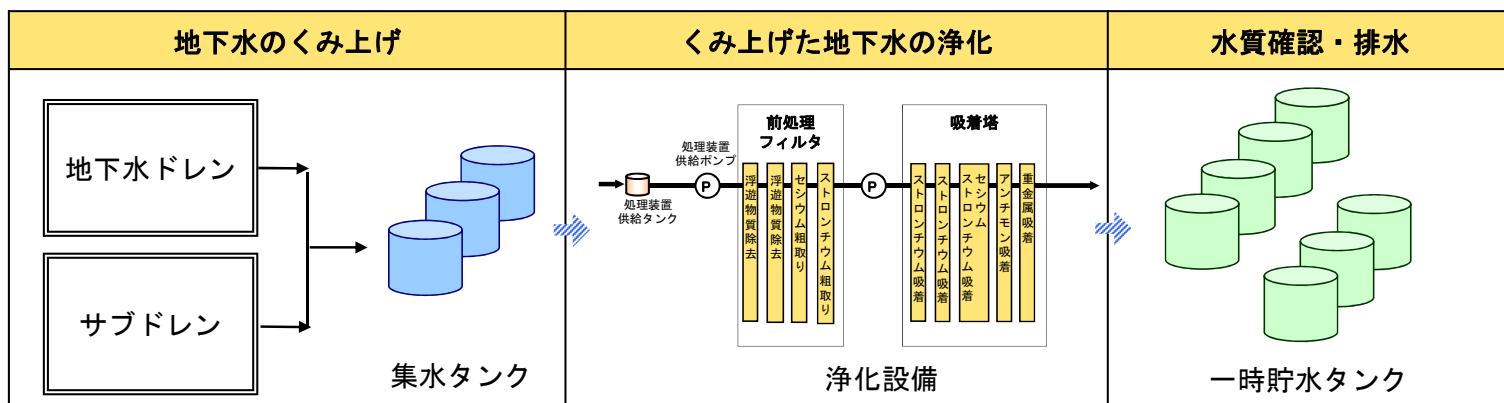 地下水のくみ上げ
くみ上げた地下水の浄化
水質確認・排水
地下水ドレン
サブドレン
集水タンク
処理装置
供給タンク
処理装置
供給ポンプ
P
前処理
フィルタ
浮遊物質除去
浮遊物質除去
セシウム粗取り
ストロンチウム粗取り
P
吸着塔
ストロンチウム吸着
ストロンチウム吸着
セシウム
ストロンチウム吸着
アンチモン吸着
重金属吸着
浄化設備
一時貯水タンク